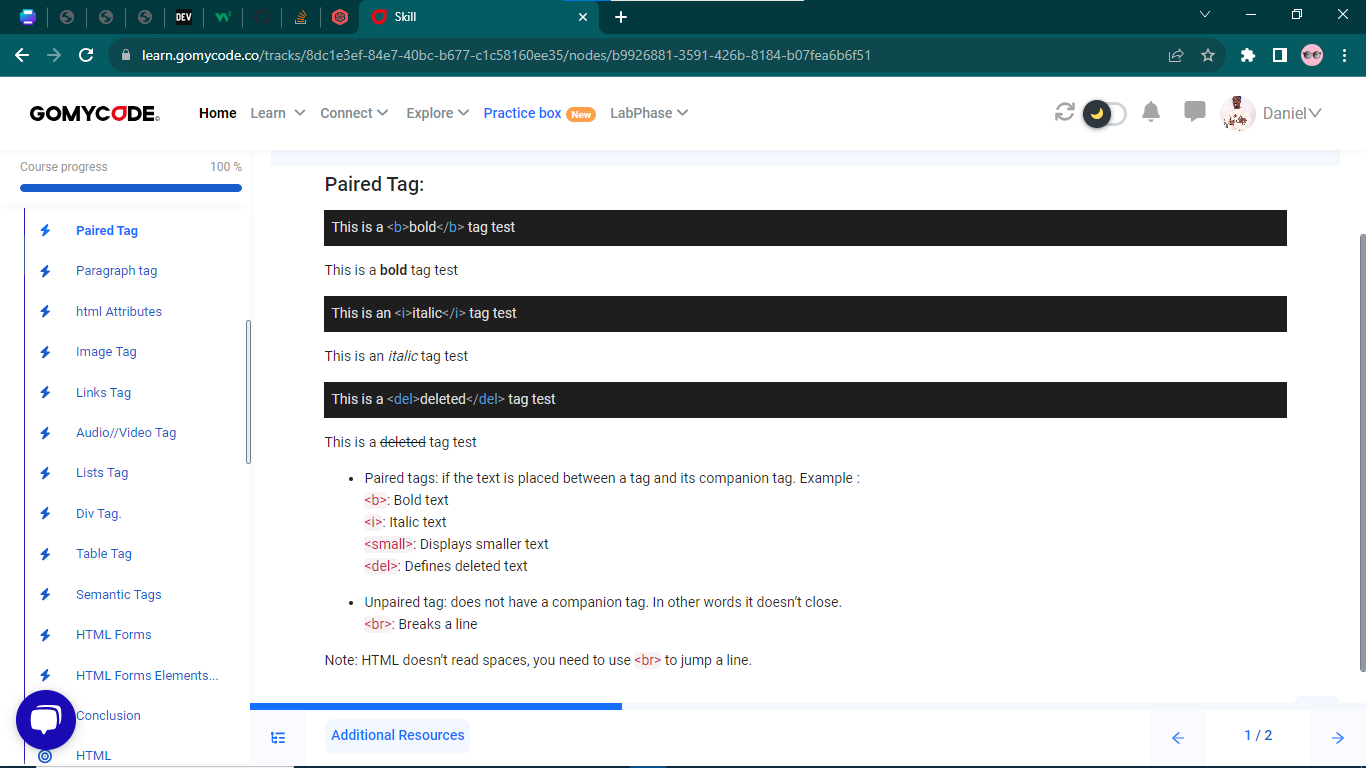 DEV
Skill
learn.gomycode.co/tracks/8dc1e3ef-84e7-40bc-b677-c1c58160ee35/nodes/b9926881-3591-426b-8184-b07fea6b6f51
GOMYCODE
Home Learn Connect Explore Practice box New LabPhase Daniel
Course progress 100 %
Paired Tag
Paragraph tag
html Attributes
Image Tag
Links Tag
Audio//Video Tag
Lists Tag
Div Tag.
Table Tag
Semantic Tags
HTML Forms
HTML Forms Elements...
Conclusion
HTML
Paired Tag:
This is a <b>bold</b> tag test
This is a bold tag test
This is an <i>italic</i> tag test
This is an italic tag test
This is a <del>deleted</del> tag test
This is a deleted tag test
• Paired tags: if the text is placed between a tag and its companion tag. Example :
<b>: Bold text
<i>: Italic text
<small>: Displays smaller text
<del>: Defines deleted text
• Unpaired tag: does not have a companion tag. In other words it doesn’t close.
<br>: Breaks a line
Note: HTML doesn’t read spaces, you need to use <br> to jump a line.
Additional Resources
1 / 2